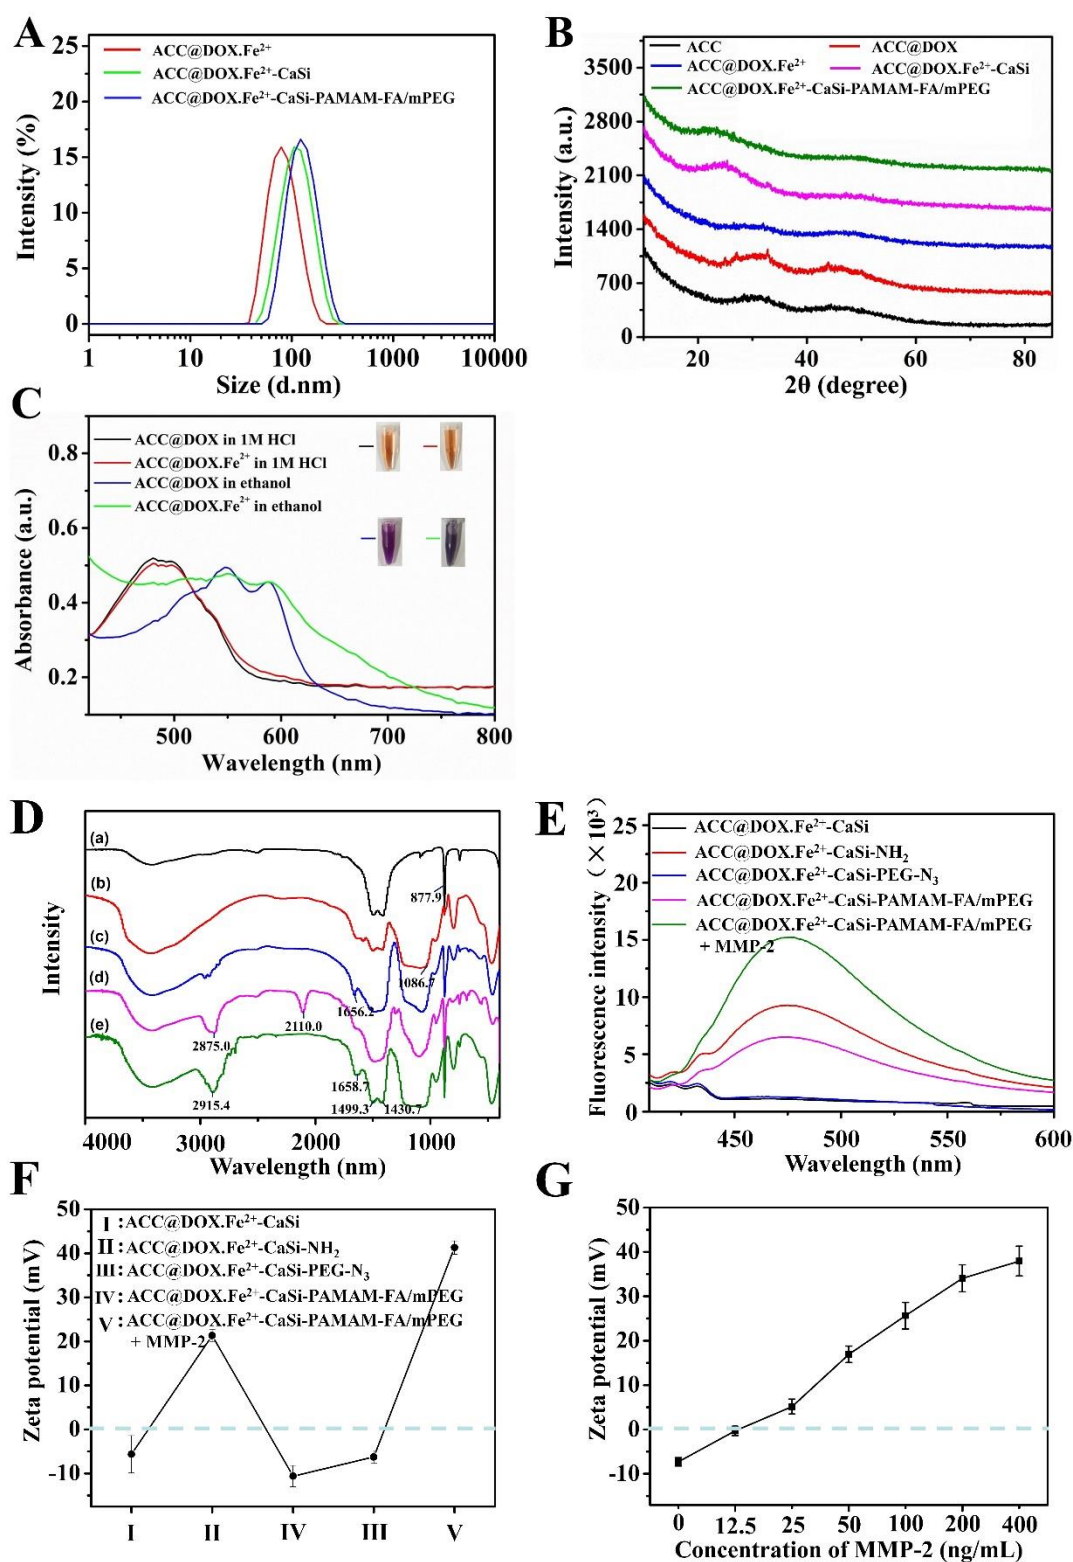 A
ACC@DOX.Fe²⁺
ACC@DOX.Fe²⁺-CaSi
ACC@DOX.Fe²⁺-CaSi-PAMAM-FA/mPEG
Intensity (%)
25
20
15
10
5
0
1
10
100
1000
10000
Size (d.nm)
B
ACC
ACC@DOX
ACC@DOX.Fe²⁺
ACC@DOX.Fe²⁺-CaSi
ACC@DOX.Fe²⁺-CaSi-PAMAM-FA/mPEG
Intensity (a.u.)
3500
2800
2100
1400
700
0
20
40
60
80
2θ (degree)
C
ACC@DOX in 1M HCl
ACC@DOX.Fe²⁺ in 1M HCl
ACC@DOX in ethanol
ACC@DOX.Fe²⁺ in ethanol
Absorbance (a.u.)
0.8
0.6
0.4
0.2
500
600
700
800
Wavelength (nm)
D
(a)
(b)
(c)
(d)
(e)
877.9
1086.7
1656.2
2110.0
2875.0
1658.7
1499.3
1430.7
2915.4
Intensity
4000
3000
2000
1000
Wavelength (nm)
E
ACC@DOX.Fe²⁺-CaSi
ACC@DOX.Fe²⁺-CaSi-NH₂
ACC@DOX.Fe²⁺-CaSi-PEG-N₃
ACC@DOX.Fe²⁺-CaSi-PAMAM-FA/mPEG
ACC@DOX.Fe²⁺-CaSi-PAMAM-FA/mPEG
+ MMP-2
Fluorescence intensity (×10³)
25
20
15
10
5
0
450
500
550
600
Wavelength (nm)
F
I :ACC@DOX.Fe²⁺-CaSi
II :ACC@DOX.Fe²⁺-CaSi-NH₂
III :ACC@DOX.Fe²⁺-CaSi-PEG-N₃
IV :ACC@DOX.Fe²⁺-CaSi-PAMAM-FA/mPEG
V :ACC@DOX.Fe²⁺-CaSi-PAMAM-FA/mPEG
+ MMP-2
Zeta potential (mV)
50
40
30
20
10
0
-10
I
II
IV
III
V
G
Zeta potential (mV)
50
40
30
20
10
0
-10
0
12.5
25
50
100
200
400
Concentration of MMP-2 (ng/mL)